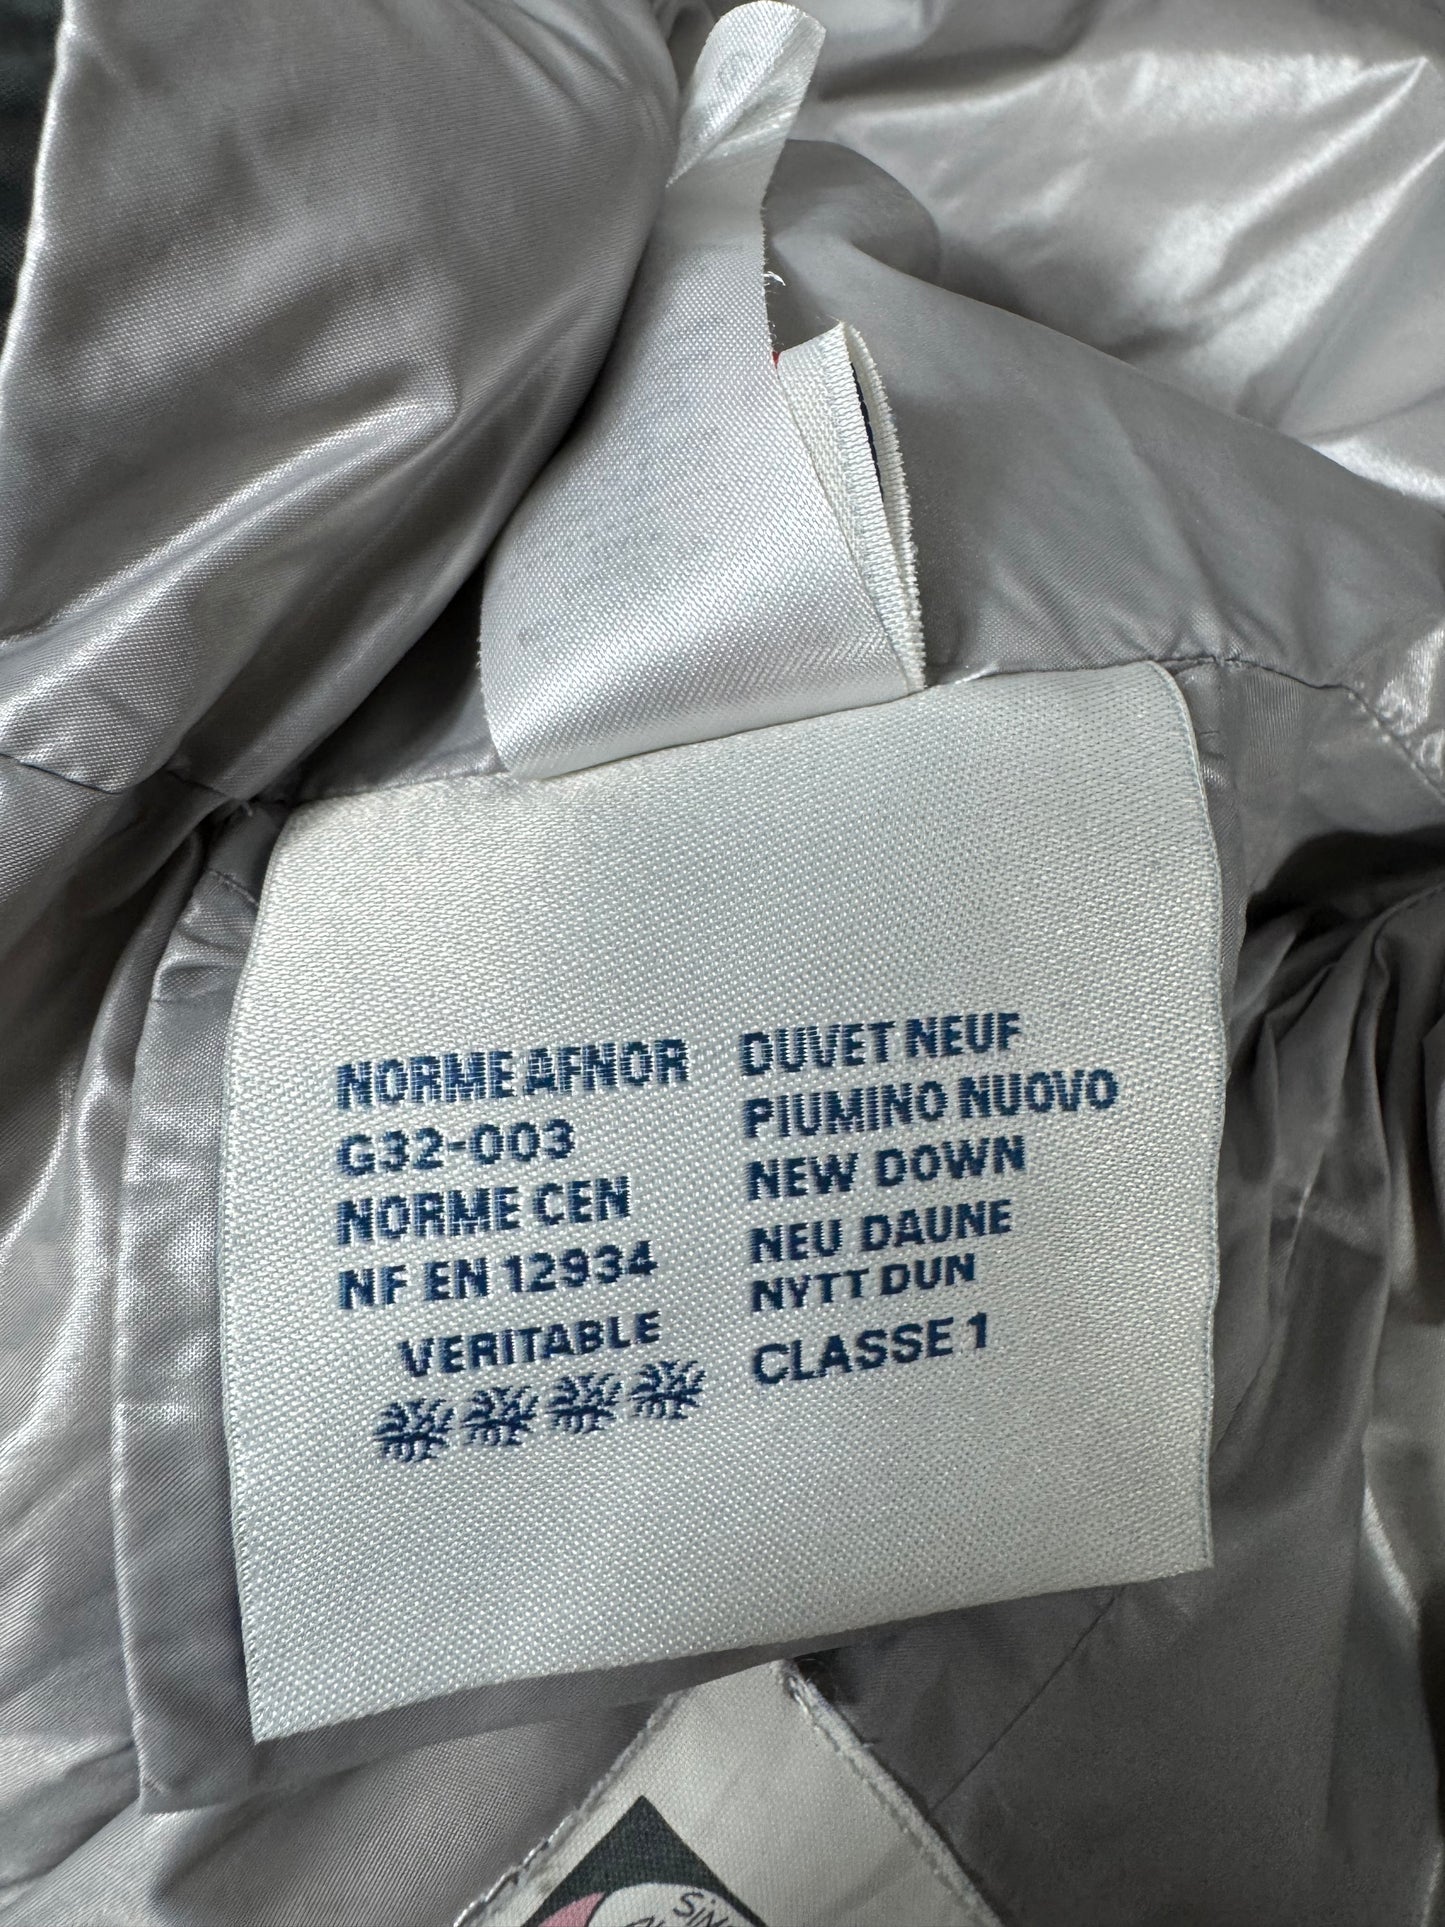 NORME AFNOR
G32-003
NORME CEN
NF EN 12934
VERITABLE
DUVET NEUF
PIUMINO NUOVO
NEW DOWN
NEU DAUNE
NYTT DUN
CLASSE 1